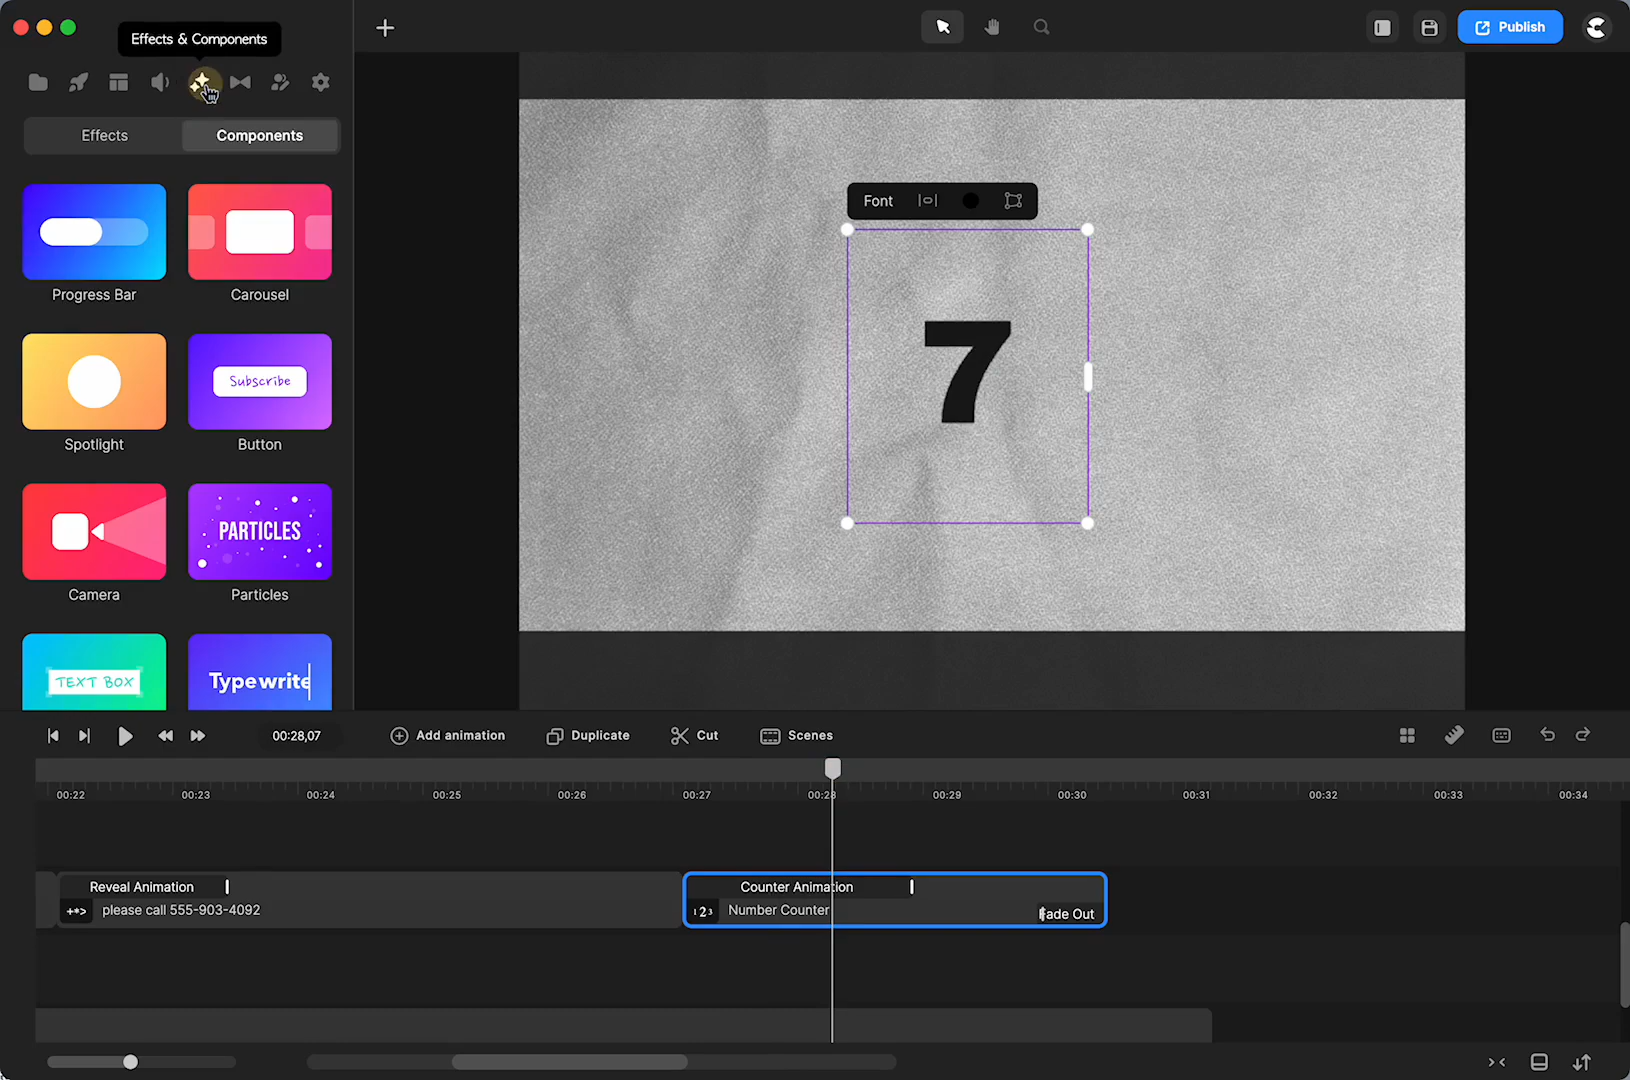 Effects & Components
Publish
Effects
Components
Progress Bar
Carousel
Subscribe
Spotlight
Button
PARTICLES
Camera
Particles
TEXT BOX
Typewrite
Font
7
00:28,07
Add animation
Duplicate
Cut
Scenes
00:22
00:23
00:24
00:25
00:26
00:27
00:28
00:29
00:30
00:31
00:32
00:33
00:34
Reveal Animation
please call 555-903-4092
Counter Animation
123
Number Counter
Fade Out